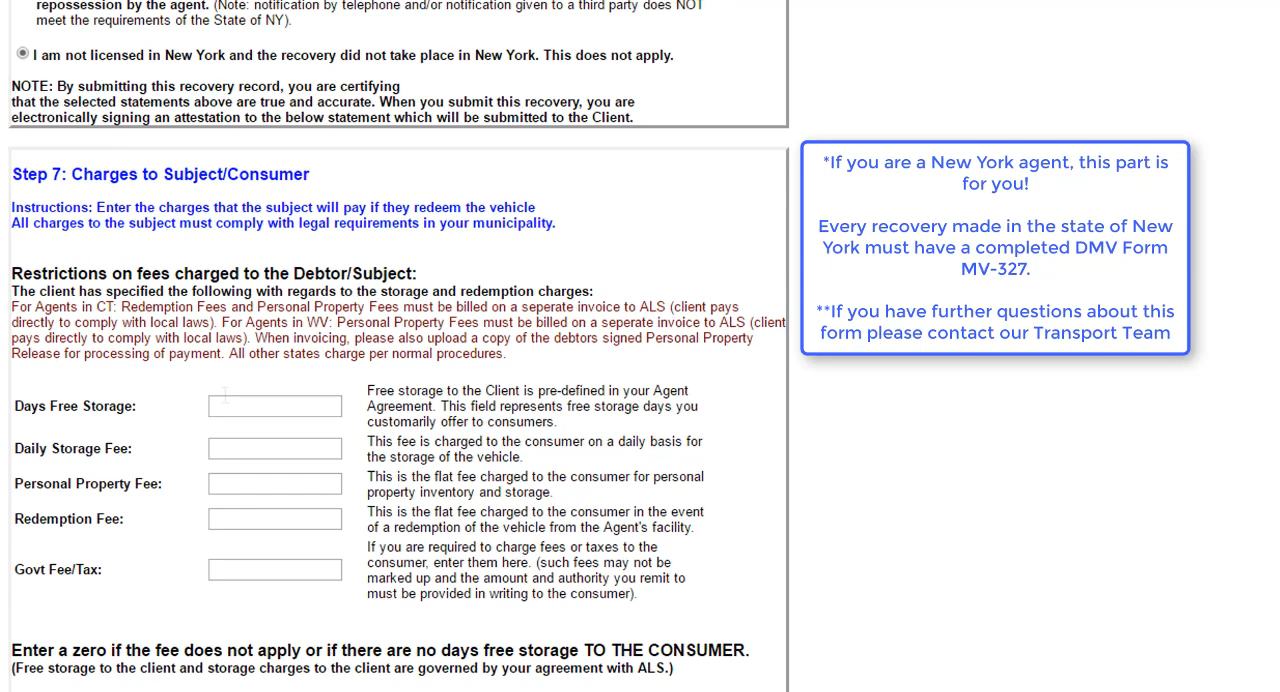 repossession by the agent. (Note: notification by telephone and/or notification given to a third party does NOT
meet the requirements of the State of NY).
I am not licensed in New York and the recovery did not take place in New York. This does not apply.
NOTE: By submitting this recovery record, you are certifying
that the selected statements above are true and accurate. When you submit this recovery, you are
electronically signing an attestation to the below statement which will be submitted to the Client.
Step 7: Charges to Subject/Consumer
Instructions: Enter the charges that the subject will pay if they redeem the vehicle
All charges to the subject must comply with legal requirements in your municipality.
Restrictions on fees charged to the Debtor/Subject:
The client has specified the following with regards to the storage and redemption charges:
For Agents in CT: Redemption Fees and Personal Property Fees must be billed on a seperate invoice to ALS (client pays
directly to comply with local laws). For Agents in WV: Personal Property Fees must be billed on a seperate invoice to ALS (client
pays directly to comply with local laws). When invoicing, please also upload a copy of the debtors signed Personal Property
Release for processing of payment. All other states charge per normal procedures.
Days Free Storage:
Free storage to the Client is pre-defined in your Agent
Agreement. This field represents free storage days you
customarily offer to consumers.
Daily Storage Fee:
This fee is charged to the consumer on a daily basis for
the storage of the vehicle.
Personal Property Fee:
This is the flat fee charged to the consumer for personal
property inventory and storage.
Redemption Fee:
This is the flat fee charged to the consumer in the event
of a redemption of the vehicle from the Agent's facility.
Govt Fee/Tax:
If you are required to charge fees or taxes to the
consumer, enter them here. (such fees may not be
marked up and the amount and authority you remit to
must be provided in writing to the consumer).
Enter a zero if the fee does not apply or if there are no days free storage TO THE CONSUMER.
(Free storage to the client and storage charges to the client are governed by your agreement with ALS.)
*If you are a New York agent, this part is
for you!
Every recovery made in the state of New
York must have a completed DMV Form
MV-327.
**If you have further questions about this
form please contact our Transport Team